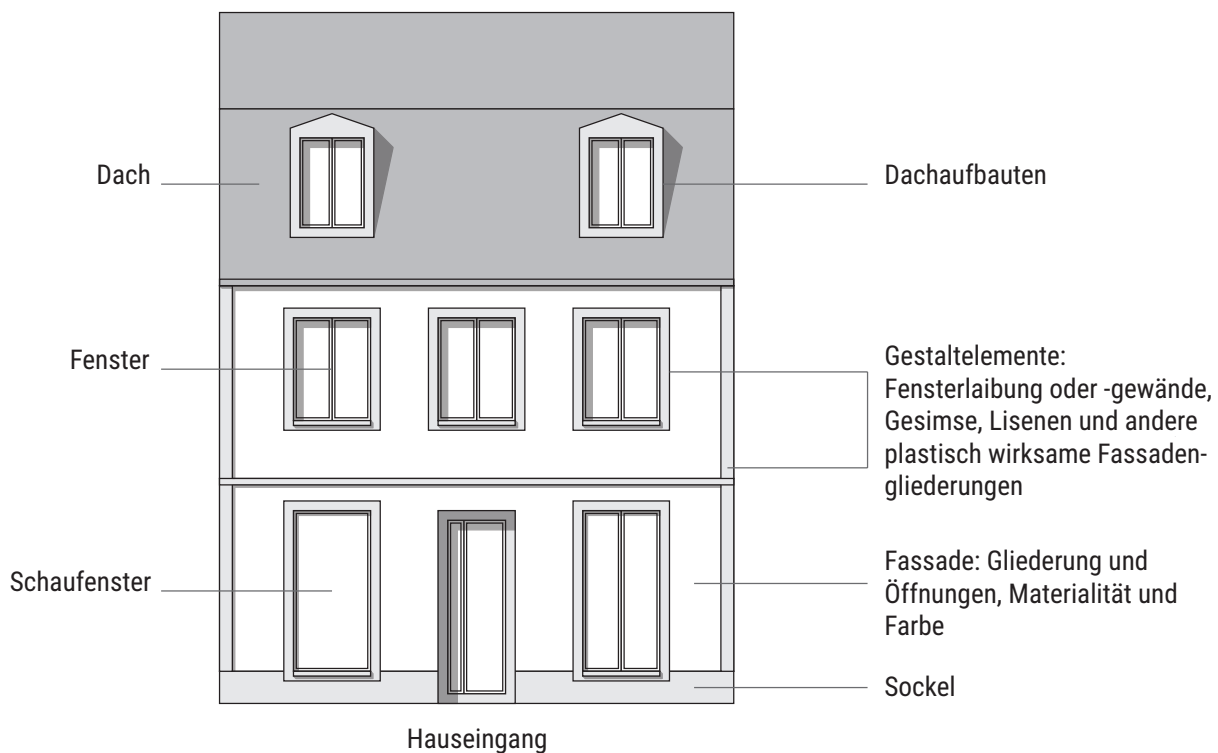 Dach
Dachaufbauten
Fenster
Gestaltelemente:
Fensterlaibung oder -gewände,
Gesimse, Lisenen und andere
plastisch wirksame Fassaden-
gliederungen
Schaufenster
Fassade: Gliederung und
Öffnungen, Materialität und
Farbe
Sockel
Hauseingang